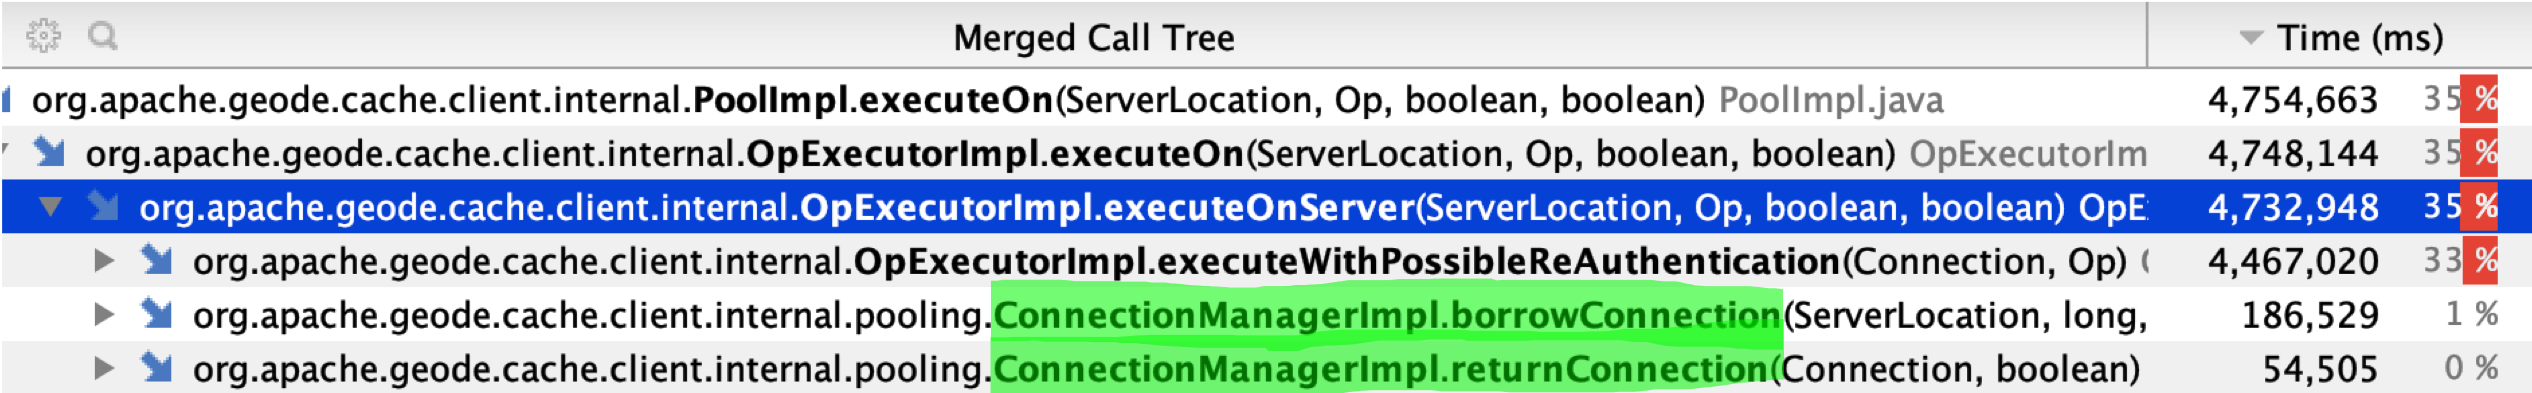 Merged Call Tree Time (ms)
org.apache.geode.cache.client.internal.PoolImpl.executeOn(ServerLocation, Op, boolean, boolean) PoolImpl.java 4,754,663 35 %
org.apache.geode.cache.client.internal.OpExecutorImpl.executeOn(ServerLocation, Op, boolean, boolean) OpExecutorIm 4,748,144 35 %
org.apache.geode.cache.client.internal.OpExecutorImpl.executeOnServer(ServerLocation, Op, boolean, boolean) OpE 4,732,948 35 %
org.apache.geode.cache.client.internal.OpExecutorImpl.executeWithPossibleReAuthentication(Connection, Op) 4,467,020 33 %
org.apache.geode.cache.client.internal.pooling.ConnectionManagerImpl.borrowConnection(ServerLocation, long, 186,529 1 %
org.apache.geode.cache.client.internal.pooling.ConnectionManagerImpl.returnConnection(Connection, boolean) 54,505 0 %